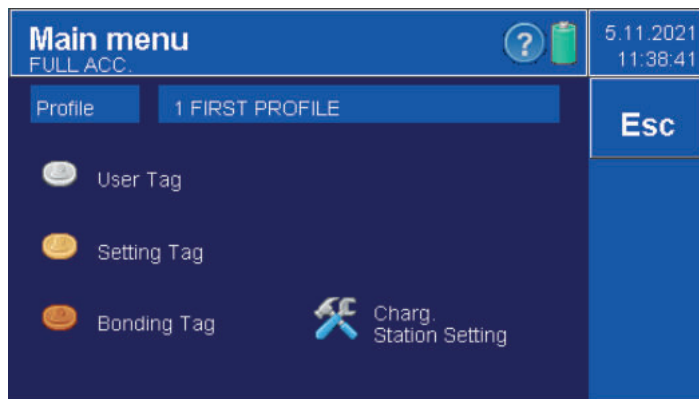 Main menu
FULL ACC.
?
5.11.2021
11:38:41
Profile
1 FIRST PROFILE
Esc
User Tag
Setting Tag
Bonding Tag
Charg.
Station Setting